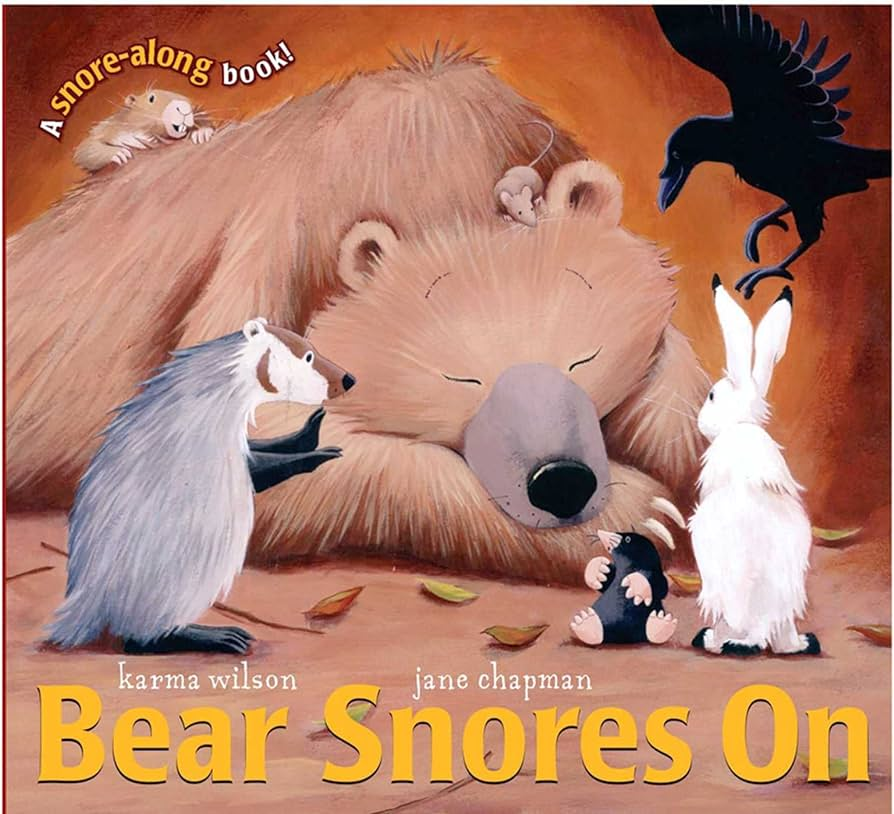 A snore-along book!
karma wilson jane chapman
Bear Snores On